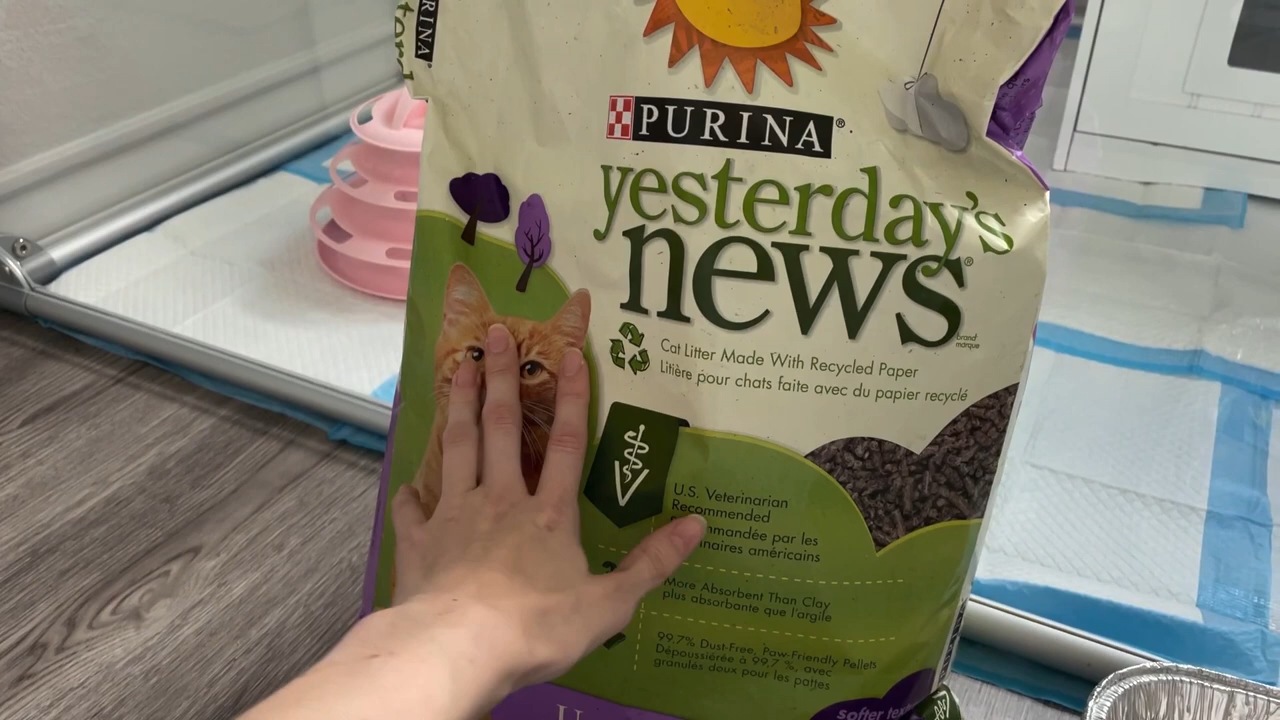 PURINA
PURINA®
yesterday's
news®
brand
marque
Cat Litter Made With Recycled Paper
Litière pour chats faite avec du papier recyclé
V
U.S. Veterinarian
Recommended
par les
américains
More Absorbent Than Clay
plus absorbante que l'argile
99.7% Dust-Free, Paw-Friendly Pellets
Dépoussiérée à 99,7 %, avec
granulés doux pour les pattes
softer